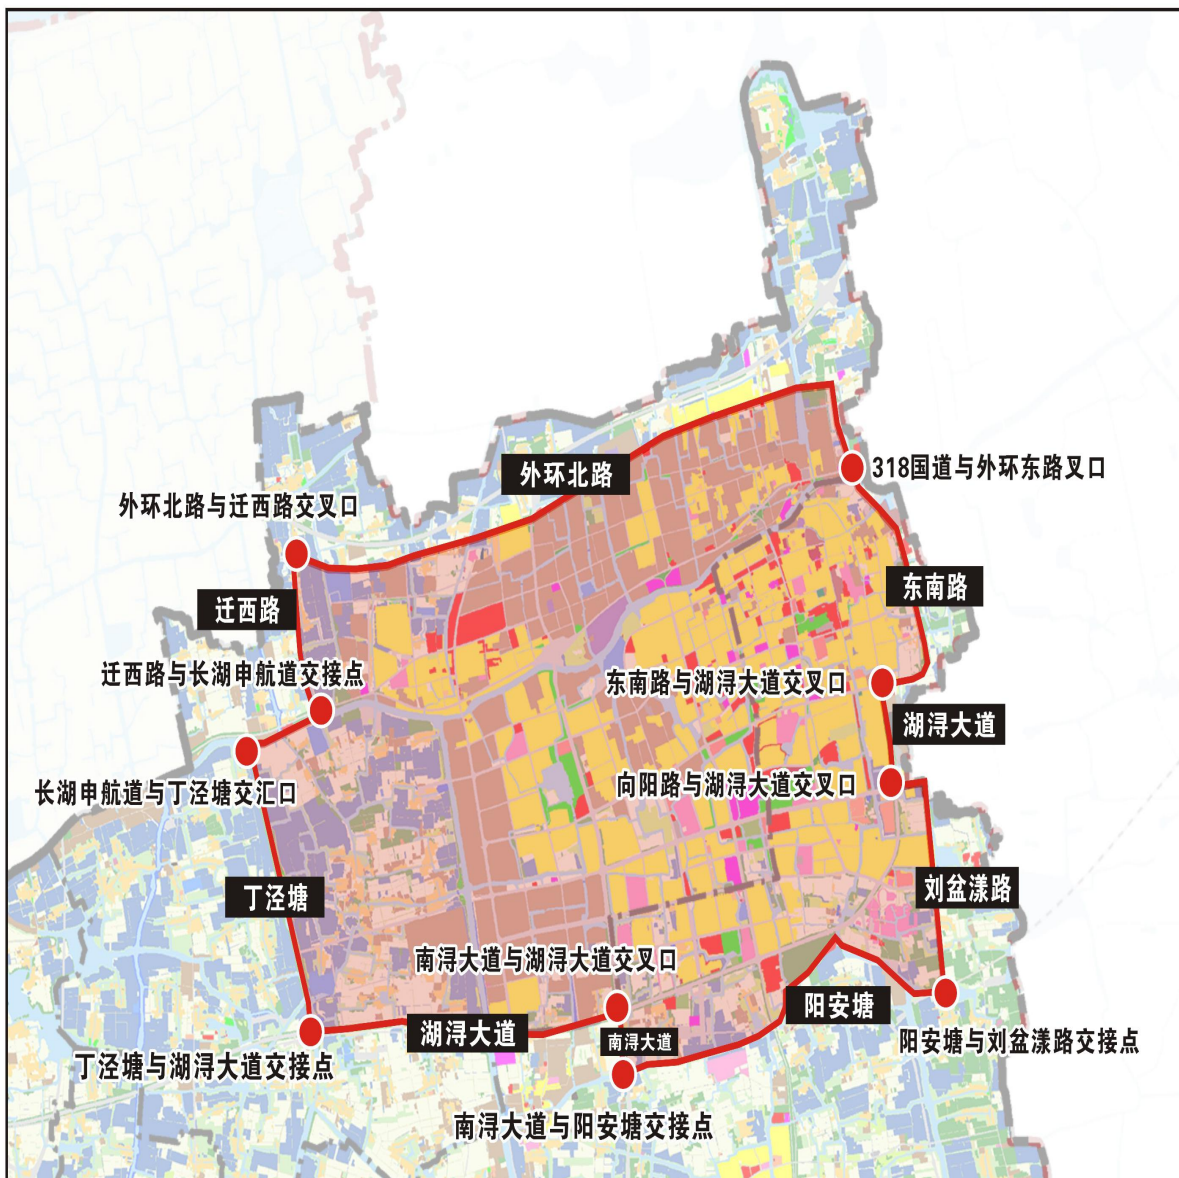 318国道与外环东路叉口
外环北路
外环北路与迁西路交叉口
东南路
迁西路
迁西路与长湖申航道交接点
东南路与湖浔大道交叉口
湖浔大道
向阳路与湖浔大道交叉口
长湖申航道与丁泾塘交汇口
丁泾塘
刘盆漾路
南浔大道与湖浔大道交叉口
阳安塘
湖浔大道
南浔大道
阳安塘与刘盆漾路交接点
丁泾塘与湖浔大道交接点
南浔大道与阳安塘交接点